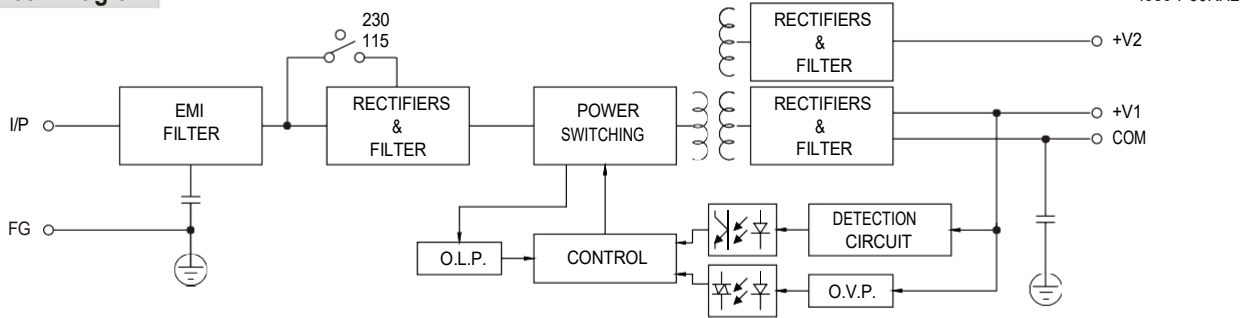 230
115
RECTIFIERS
&
FILTER
+V2
I/P
EMI
FILTER
RECTIFIERS
&
FILTER
POWER
SWITCHING
RECTIFIERS
&
FILTER
+V1
COM
FG
O.L.P.
CONTROL
DETECTION
CIRCUIT
O.V.P.